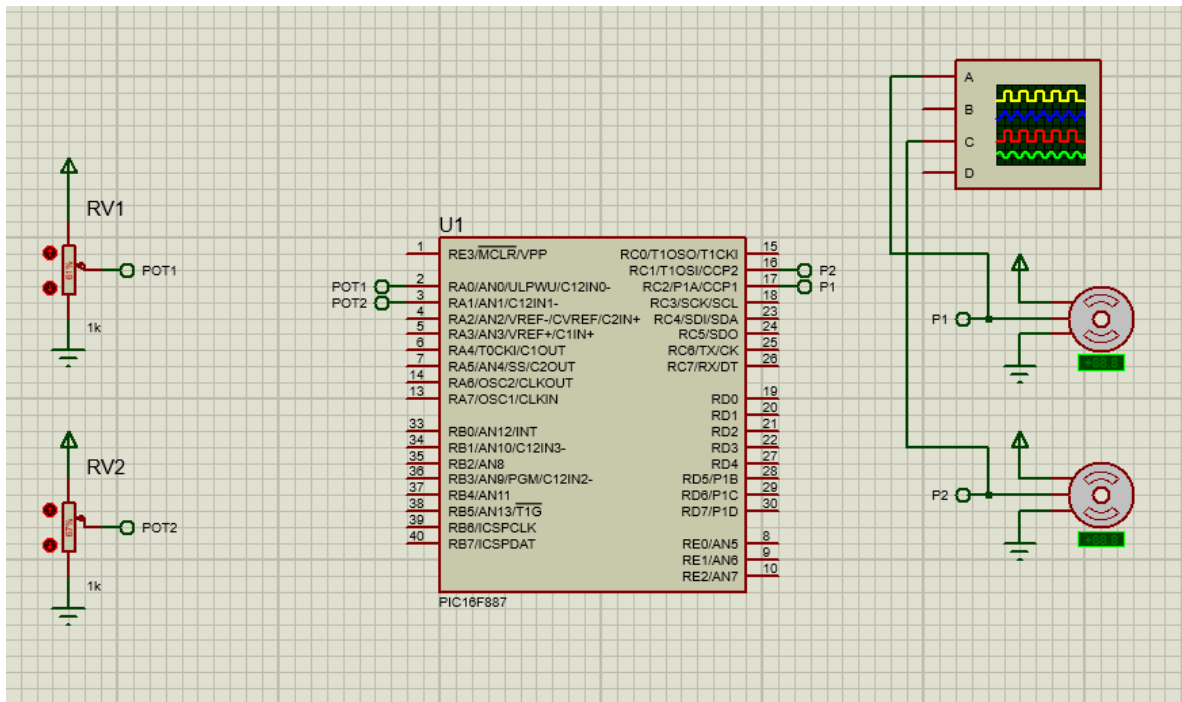 RV1
61%
POT1
1k
RV2
67%
POT2
1k
U1
1 RE3/MCLR/VPP
POT1 2 RA0/AN0/ULPWU/C12IN0-
POT2 3 RA1/AN1/C12IN1-
4 RA2/AN2/VREF-/CVREF/C2IN+
5 RA3/AN3/VREF+/C1IN+
6 RA4/T0CKI/C1OUT
7 RA5/AN4/SS/C2OUT
14 RA6/OSC2/CLKOUT
13 RA7/OSC1/CLKIN
33 RB0/AN12/INT
34 RB1/AN10/C12IN3-
35 RB2/AN8
36 RB3/AN9/PGM/C12IN2-
37 RB4/AN11
38 RB5/AN13/T1G
39 RB6/ICSPCLK
40 RB7/ICSPDAT
RC0/T1OSO/T1CKI 15
RC1/T1OSI/CCP2 16 P2
RC2/P1A/CCP1 17 P1
RC3/SCK/SCL 18
RC4/SDI/SDA 23
RC5/SDO 24
RC6/TX/CK 25
RC7/RX/DT 26
RD0 19
RD1 20
RD2 21
RD3 22
RD4 27
RD5/P1B 28
RD6/P1C 29
RD7/P1D 30
RE0/AN5 8
RE1/AN6 9
RE2/AN7 10
PIC16F887
A
B
C
D
P1
+88.8
P2
+88.8